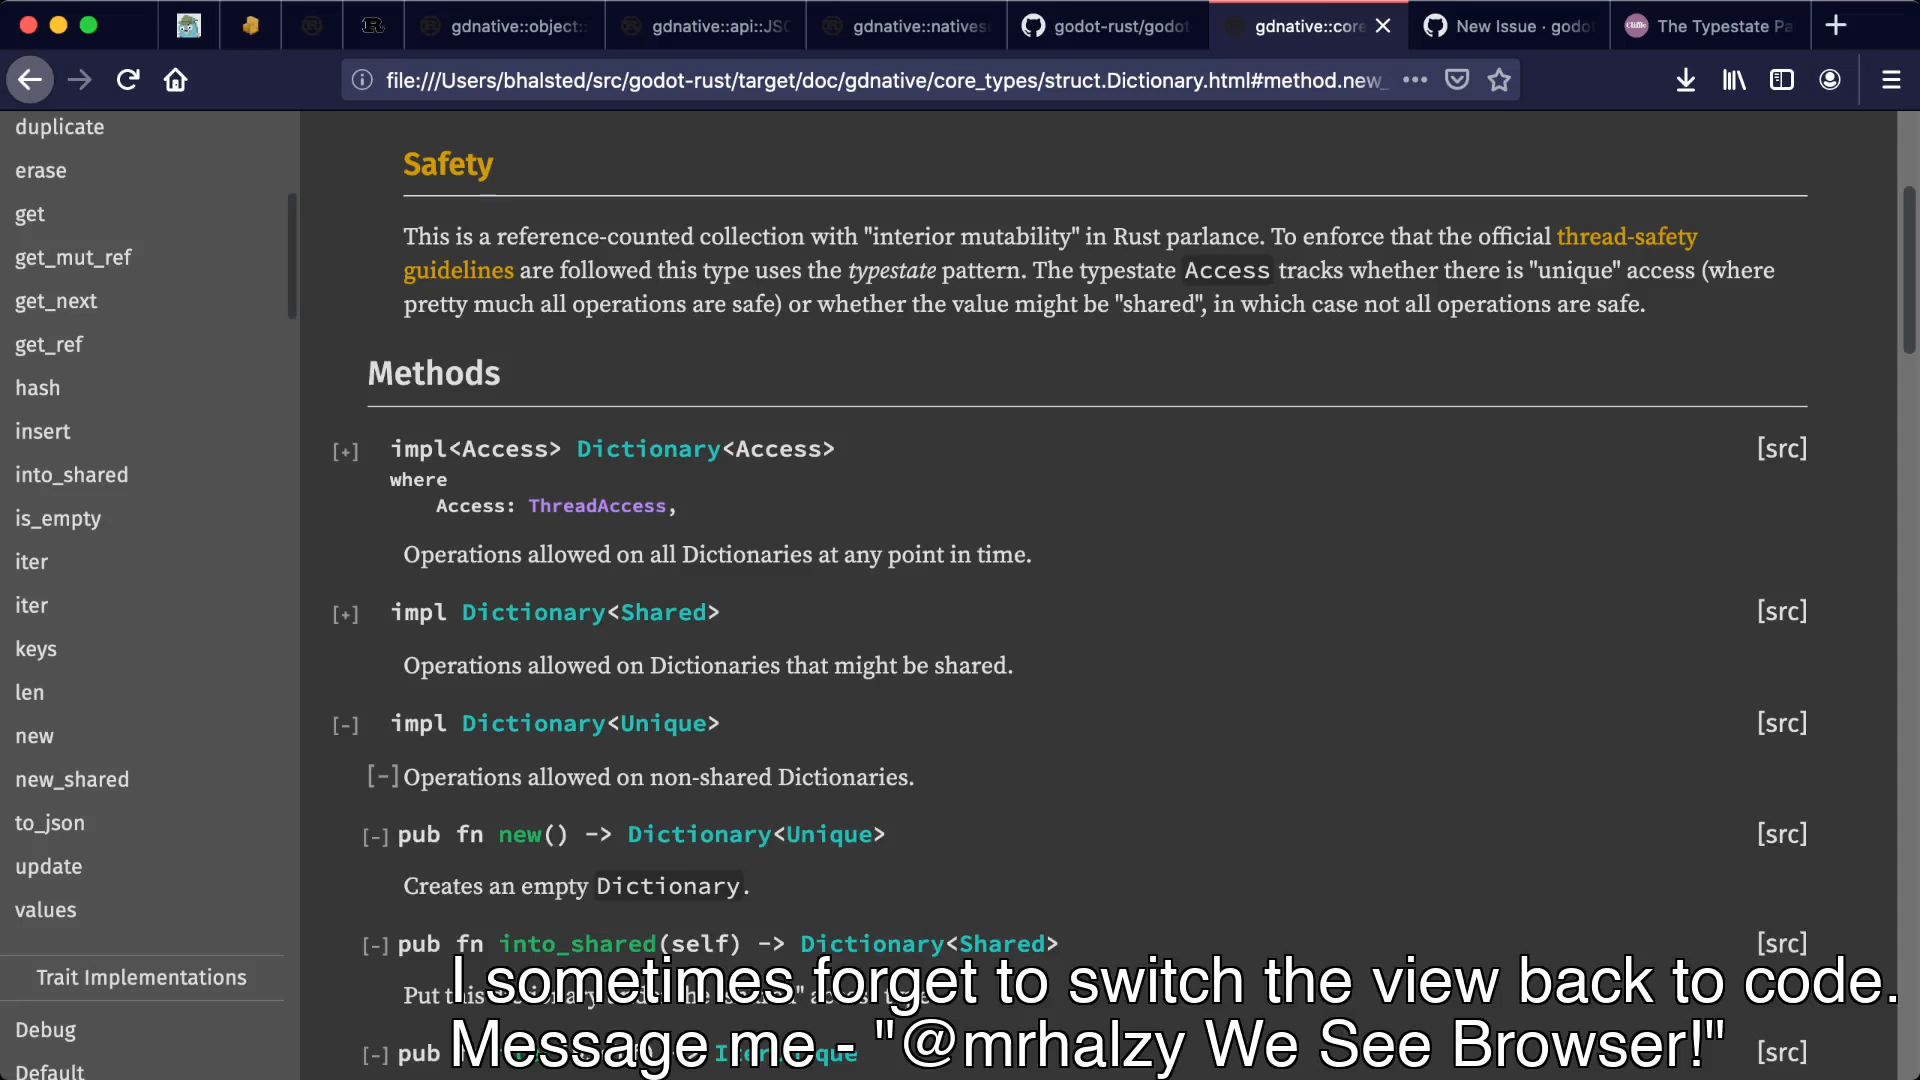 gdnative::object:
gdnative::api::JSO
gdnative::natives
godot-rust/godot
gdnative::core
New Issue · godo
The Typestate Pa
file:///Users/bhalsted/src/godot-rust/target/doc/gdnative/core_types/struct.Dictionary.html#method.new_
duplicate
erase
get
get_mut_ref
get_next
get_ref
hash
insert
into_shared
is_empty
iter
iter
keys
len
new
new_shared
to_json
update
values
Trait Implementations
Debug
Default
Safety
This is a reference-counted collection with "interior mutability" in Rust parlance. To enforce that the official thread-safety
guidelines are followed this type uses the typestate pattern. The typestate Access tracks whether there is "unique" access (where
pretty much all operations are safe) or whether the value might be "shared", in which case not all operations are safe.
Methods
[+] impl<Access> Dictionary<Access> [src]
where
Access: ThreadAccess,
Operations allowed on all Dictionaries at any point in time.
[+] impl Dictionary<Shared> [src]
Operations allowed on Dictionaries that might be shared.
[-] impl Dictionary<Unique> [src]
[-] Operations allowed on non-shared Dictionaries.
[-] pub fn new() -> Dictionary<Unique> [src]
Creates an empty Dictionary.
[-] pub fn into_shared(self) -> Dictionary<Shared> [src]
Put this
[-] pub [src]
I sometimes forget to switch the view back to code.
Message me - "@mrhalzy We See Browser!"